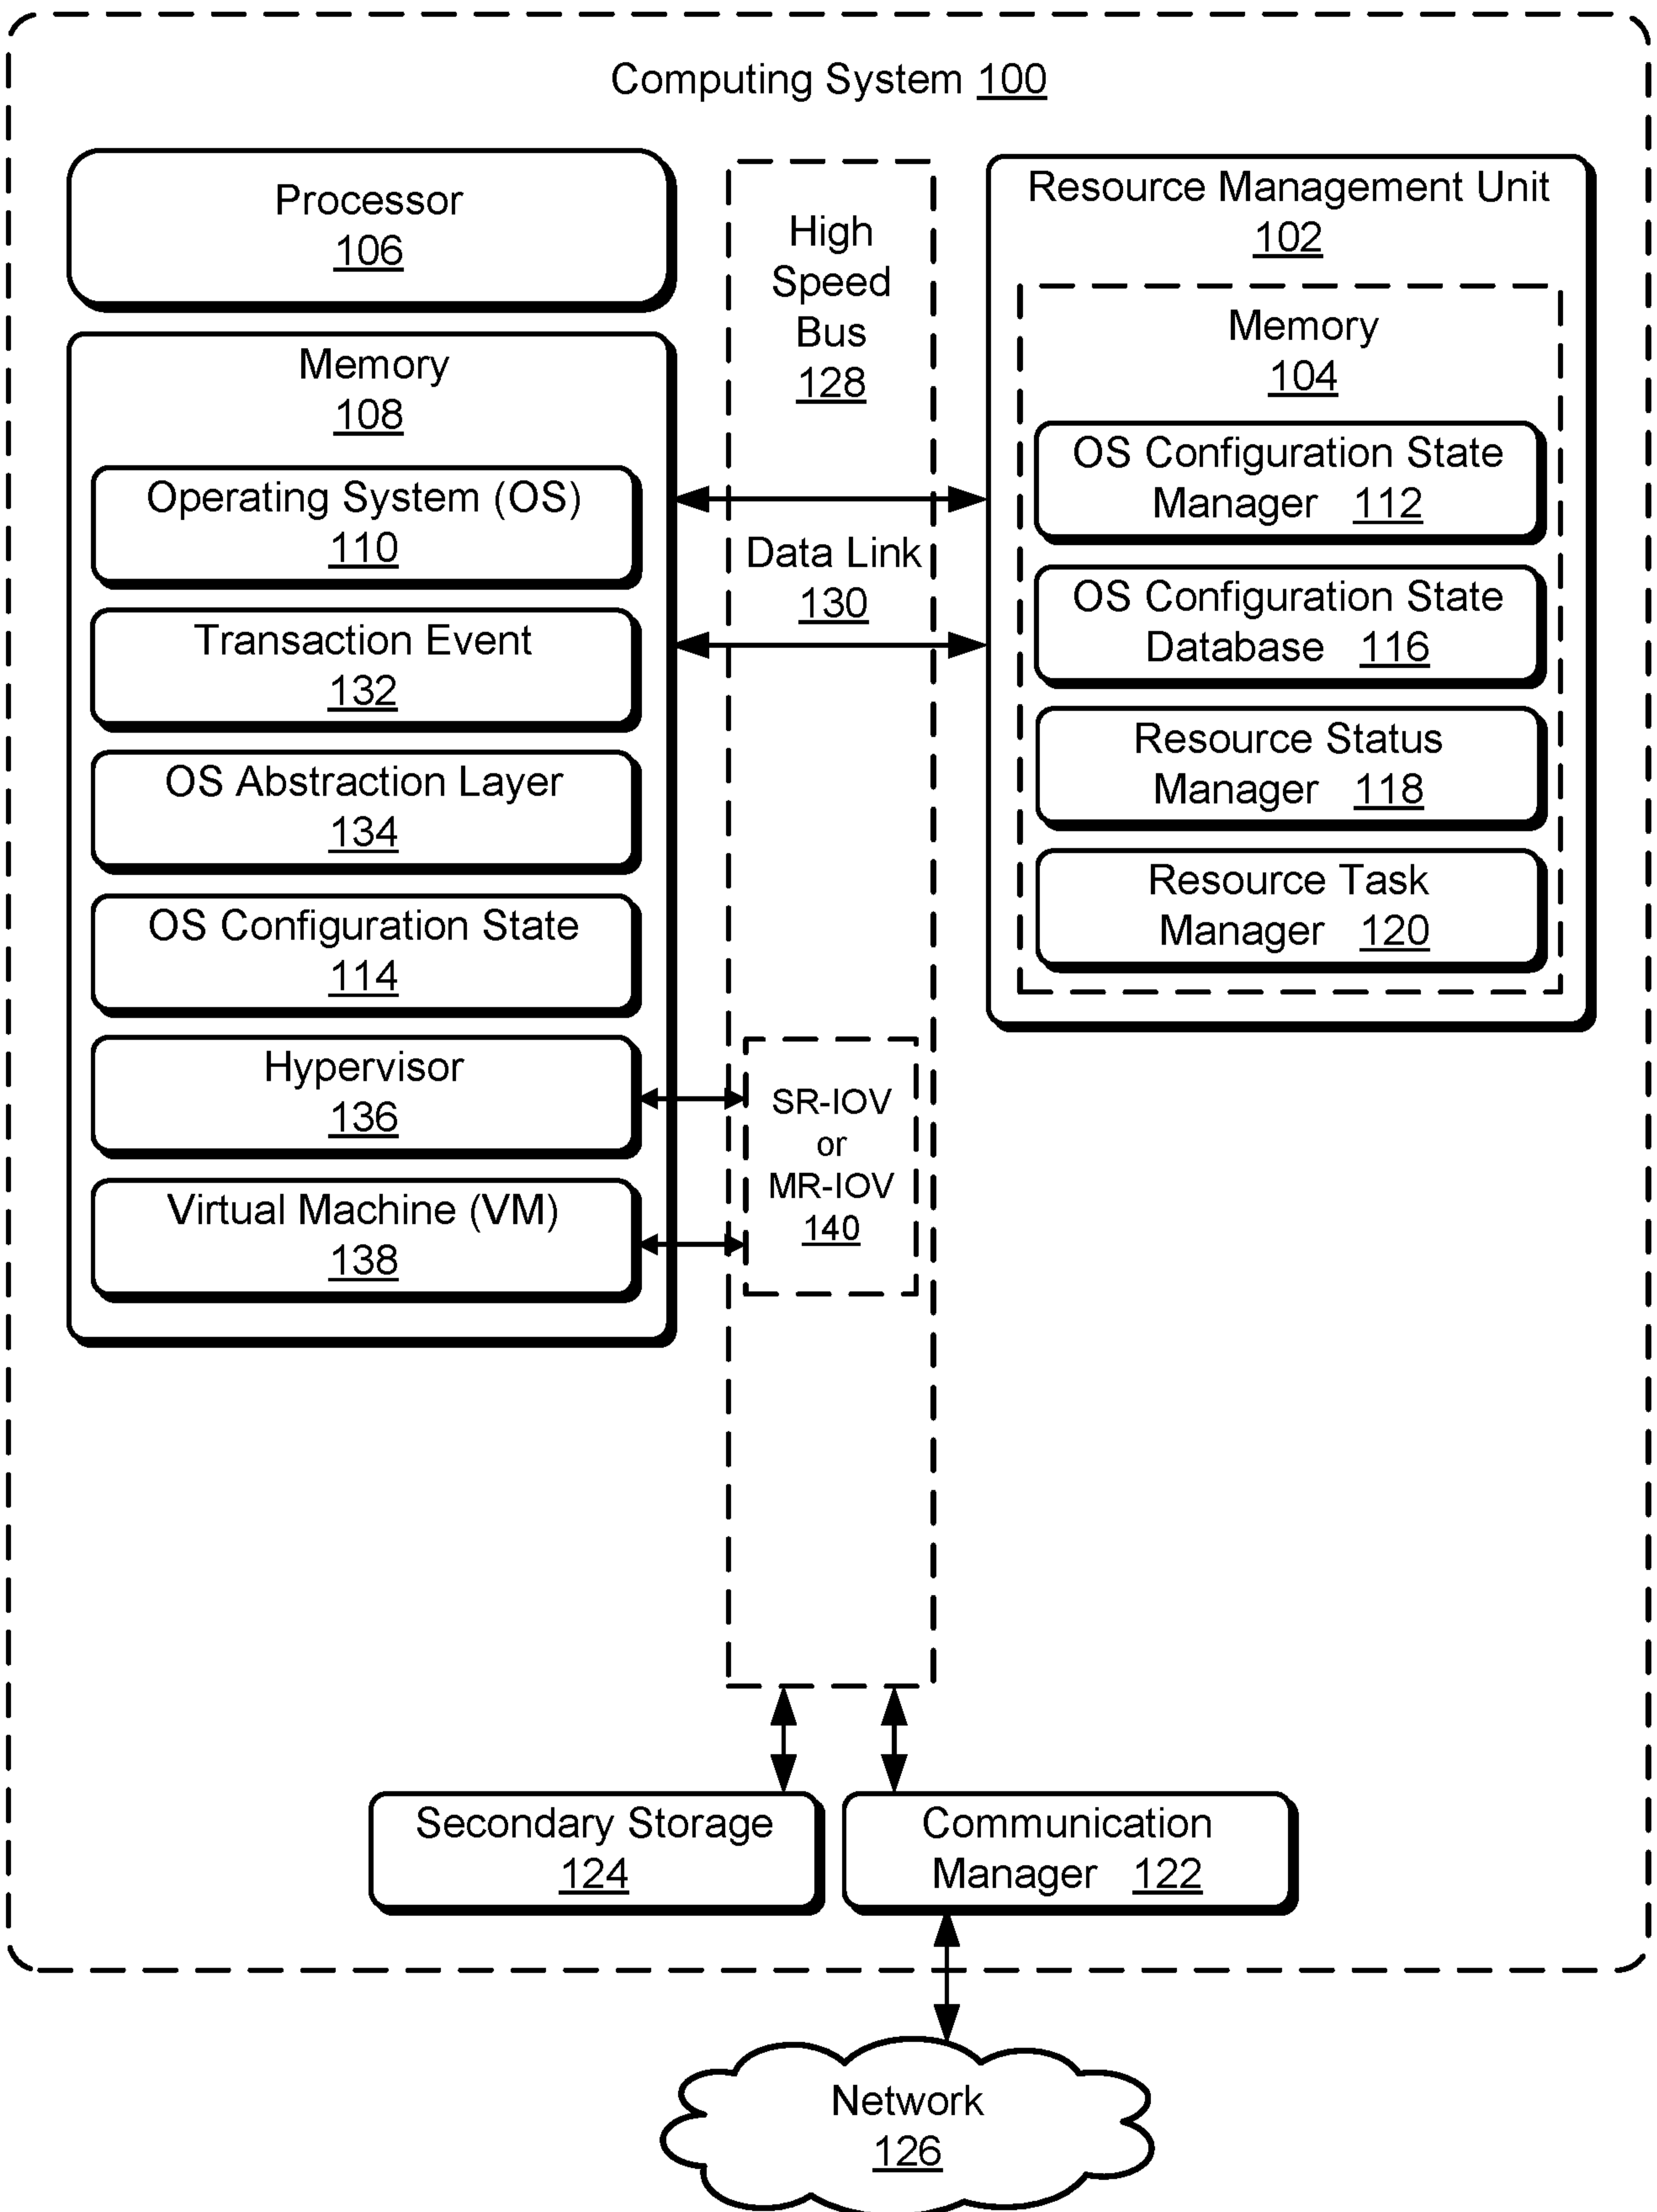 Computing System 100
Processor
106
Memory
108
Operating System (OS)
110
Transaction Event
132
OS Abstraction Layer
134
OS Configuration State
114
Hypervisor
136
Virtual Machine (VM)
138
High
Speed
Bus
128
Data Link
130
SR-IOV
or
MR-IOV
140
Resource Management Unit
102
Memory
104
OS Configuration State
Manager 112
OS Configuration State
Database 116
Resource Status
Manager 118
Resource Task
Manager 120
Secondary Storage
124
Communication
Manager 122
Network
126